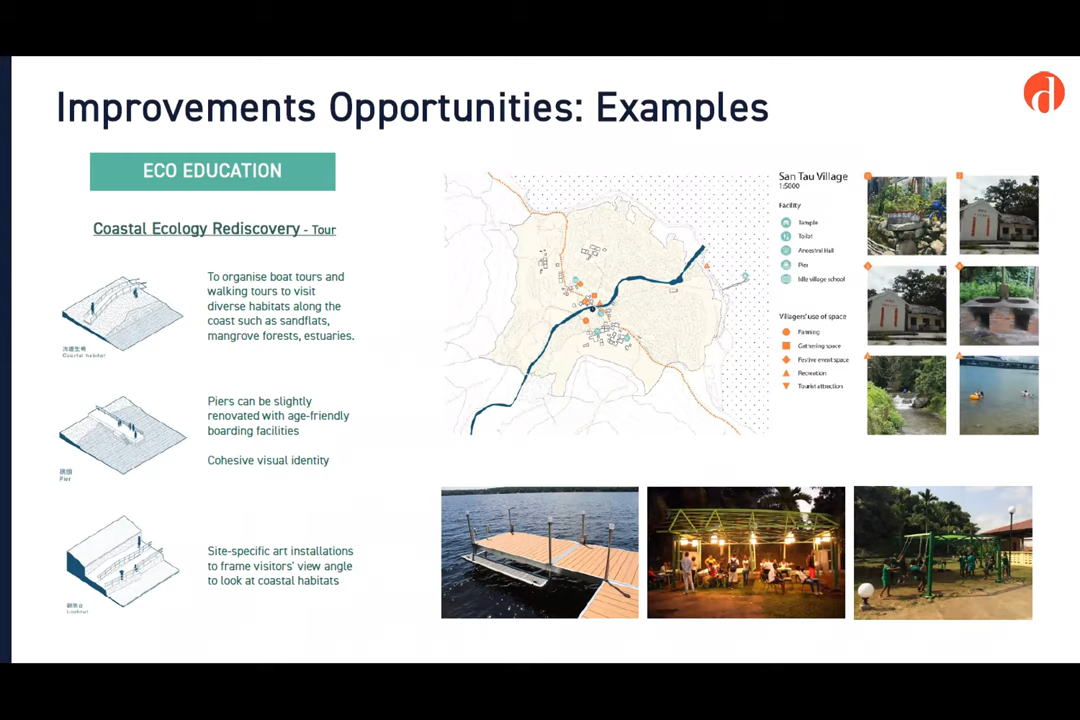 Improvements Opportunities: Examples
d
ECO EDUCATION
Coastal Ecology Rediscovery - Tour
To organise boat tours and
walking tours to visit
diverse habitats along the
coast such as sandflats,
mangrove forests, estuaries.
Coastal habitat
Piers can be slightly
renovated with age-friendly
boarding facilities
Cohesive visual identity
Pier
Site-specific art installations
to frame visitors' view angle
to look at coastal habitats
Lookout
San Tau Village
1:5000
Facility
Temple
Toilet
Ancestral Hall
Pier
Idle village school
Villagers' use of space
Farming
Gathering space
Festive event space
Recreation
Tourist attraction